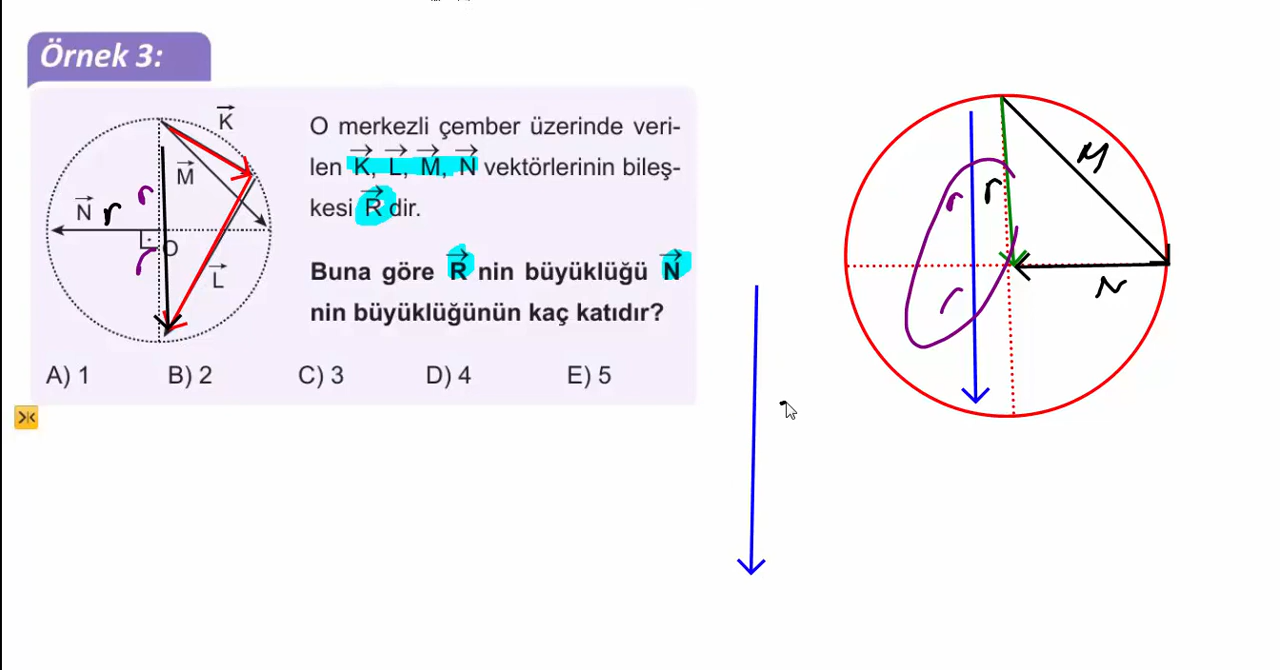 Örnek 3:
K
M
r
N r
r
O
L
O merkezli çember üzerinde veri-
len K, L, M, N vektörlerinin bileş-
kesi R dir.
Buna göre R nin büyüklüğü N
nin büyüklüğünün kaç katıdır?
A) 1 B) 2 C) 3 D) 4 E) 5
M
r r
r
N